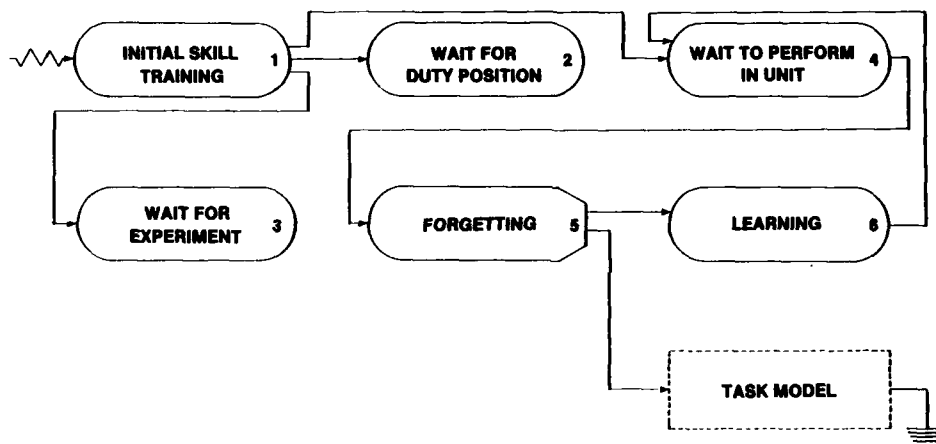 INITIAL SKILL
TRAINING
1
WAIT FOR
DUTY POSITION
2
WAIT TO PERFORM
IN UNIT
4
WAIT FOR
EXPERIMENT
3
FORGETTING
5
LEARNING
6
TASK MODEL